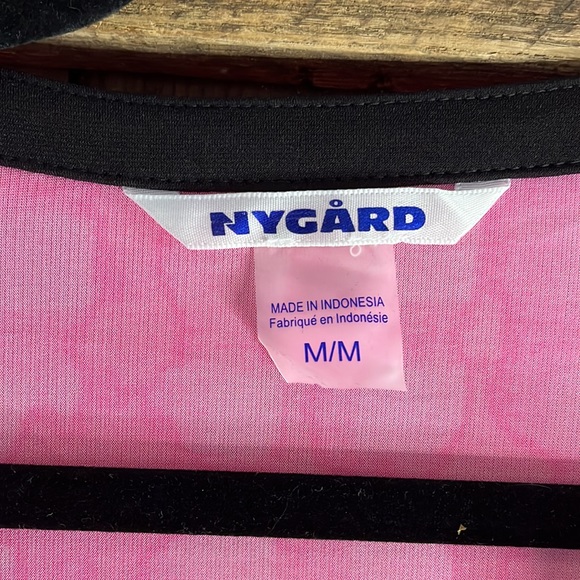 NYGÅRD
MADE IN INDONESIA
Fabriqué en Indonésie
M/M